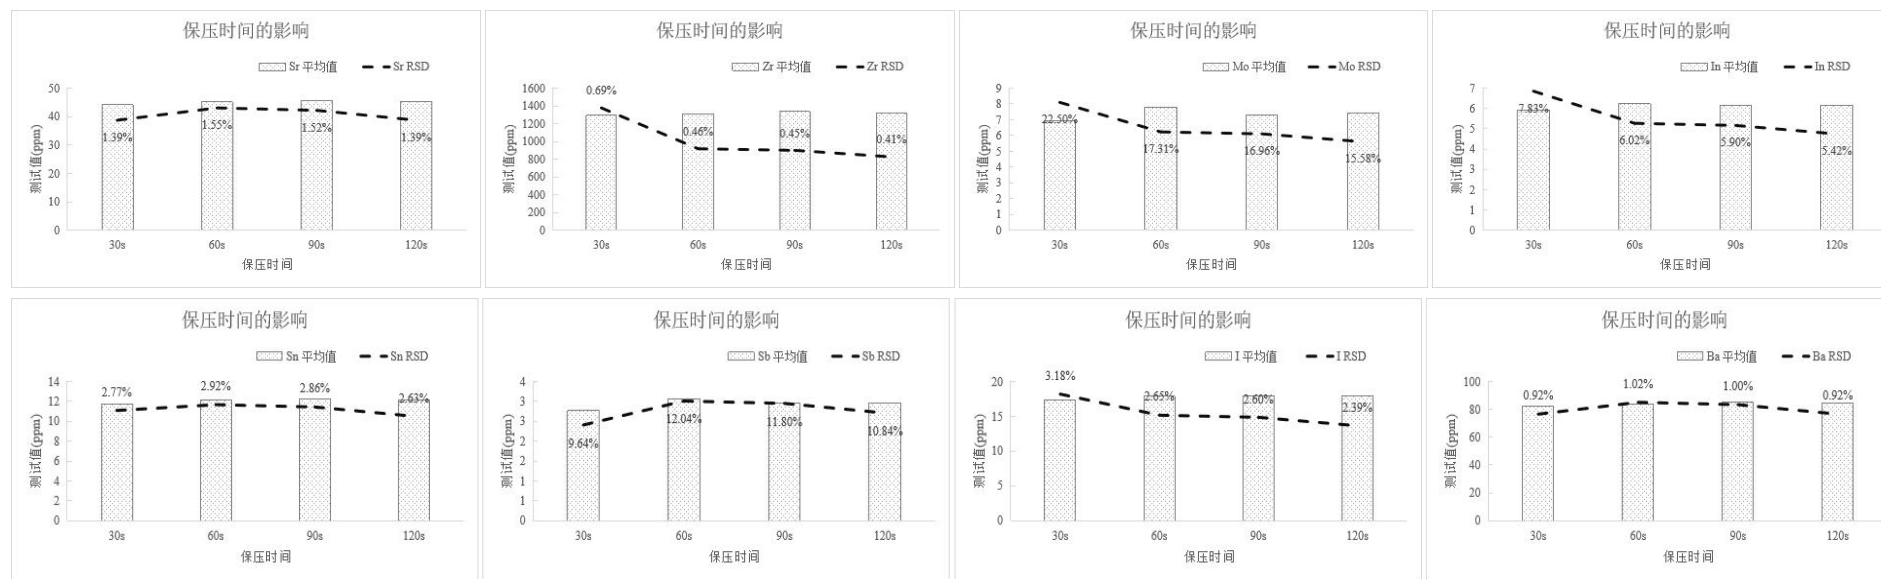 保压时间的影响
Sr 平均值 Sr RSD
测试值(ppm)
50
40
30
20
10
0
1.39% 1.55% 1.52% 1.39%
30s 60s 90s 120s
保压时间
保压时间的影响
Zr 平均值 Zr RSD
测试值(ppm)
1600
1400
1200
1000
800
600
400
200
0
0.69% 0.46% 0.45% 0.41%
30s 60s 90s 120s
保压时间
保压时间的影响
Mo 平均值 Mo RSD
测试值(ppm)
9
8
7
6
5
4
3
2
1
0
22.50% 17.31% 16.96% 15.58%
30s 60s 90s 120s
保压时间
保压时间的影响
In 平均值 In RSD
测试值(ppm)
7
6
5
4
3
2
1
0
7.83% 6.02% 5.90% 5.42%
30s 60s 90s 120s
保压时间
保压时间的影响
Sn 平均值 Sn RSD
测试值(ppm)
14
12
10
8
6
4
2
0
2.77% 2.92% 2.86% 2.63%
30s 60s 90s 120s
保压时间
保压时间的影响
Sb 平均值 Sb RSD
测试值(ppm)
4
3
3
2
2
1
1
0
9.64% 12.04% 11.80% 10.84%
30s 60s 90s 120s
保压时间
保压时间的影响
I 平均值 I RSD
测试值(ppm)
20
15
10
5
0
3.18% 2.65% 2.60% 2.39%
30s 60s 90s 120s
保压时间
保压时间的影响
Ba 平均值 Ba RSD
测试值(ppm)
100
80
60
40
20
0
0.92% 1.02% 1.00% 0.92%
30s 60s 90s 120s
保压时间